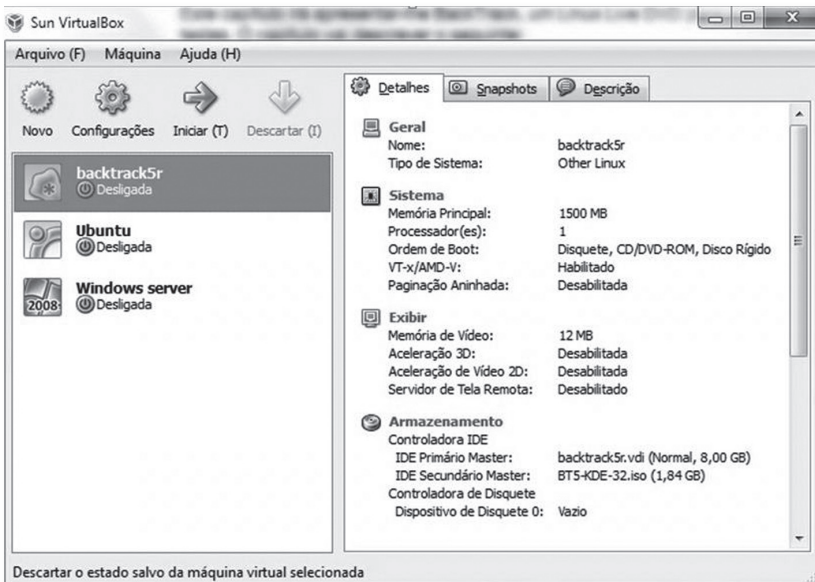 Sun VirtualBox
Arquivo (F) Máquina Ajuda (H)
Novo Configurações Iniciar (T) Descartar (I)
backtrack5r
Desligada
Ubuntu
Desligada
2008
Windows server
Desligada
Detalhes Snapshots Descrição
Geral
Nome: backtrack5r
Tipo de Sistema: Other Linux
Sistema
Memória Principal: 1500 MB
Processador(es): 1
Ordem de Boot: Disquete, CD/DVD-ROM, Disco Rígido
VT-x/AMD-V: Habilitado
Paginação Aninhada: Desabilitada
Exibir
Memória de Vídeo: 12 MB
Aceleração 3D: Desabilitada
Aceleração de Vídeo 2D: Desabilitada
Servidor de Tela Remota: Desabilitado
Armazenamento
Controladora IDE
IDE Primário Master: backtrack5r.vdi (Normal, 8,00 GB)
IDE Secundário Master: BT5-KDE-32.iso (1,84 GB)
Controladora de Disquete
Dispositivo de Disquete 0: Vazio
Descartar o estado salvo da máquina virtual selecionada